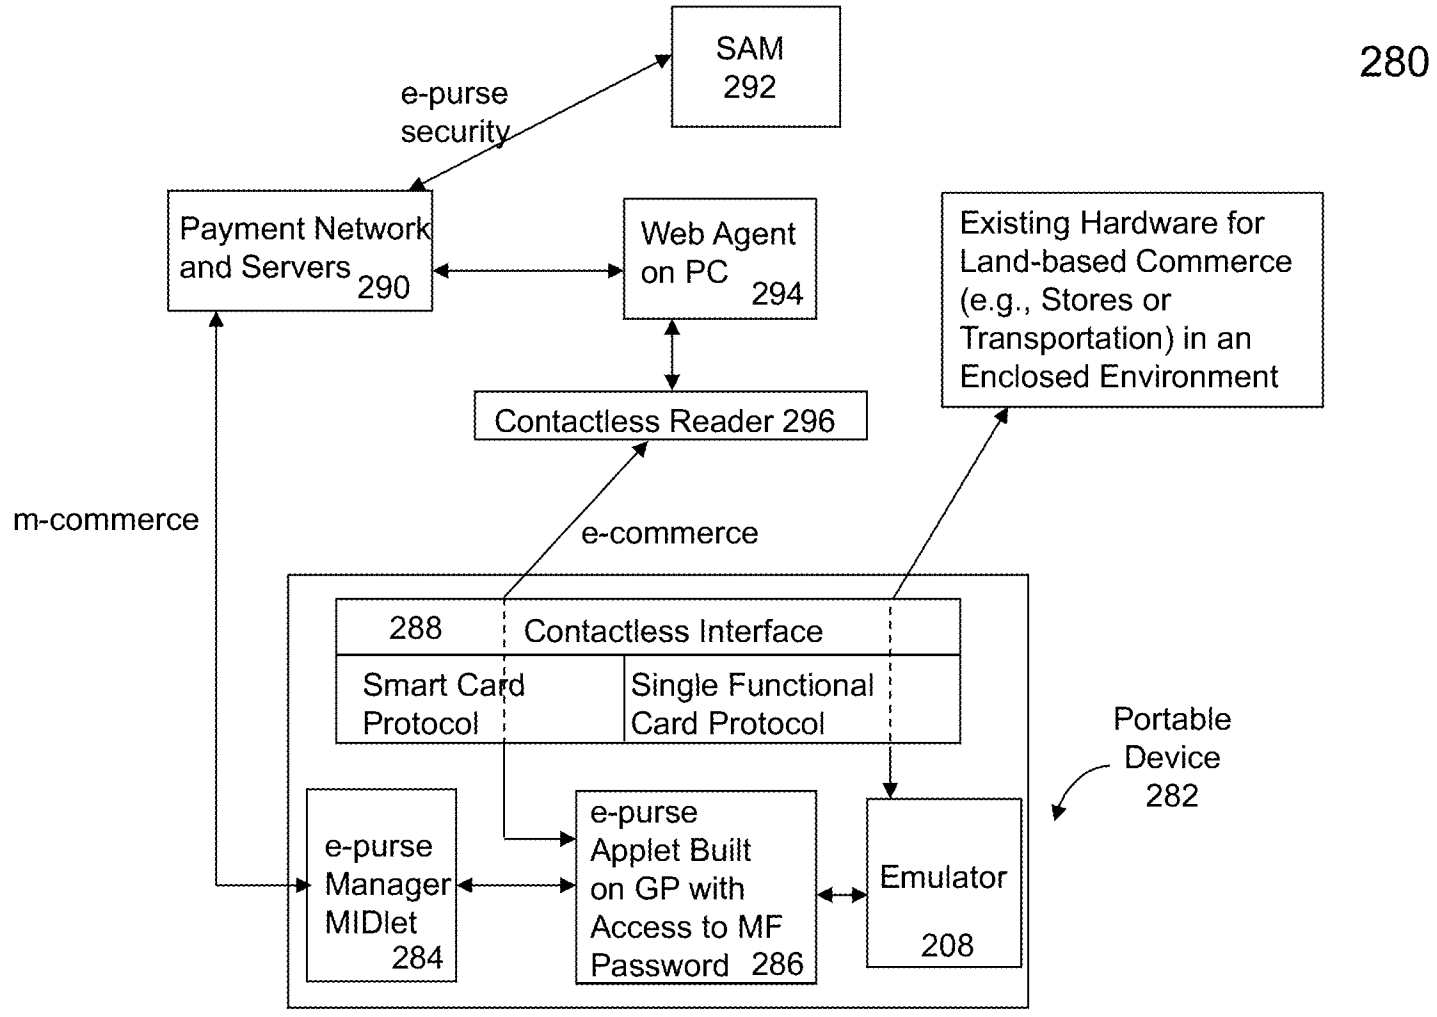 SAM
292
280
e-purse
security
Payment Network
and Servers
290
Web Agent
on PC
294
Existing Hardware for
Land-based Commerce
(e.g., Stores or
Transportation) in an
Enclosed Environment
Contactless Reader 296
m-commerce
e-commerce
288 Contactless Interface
Smart Card
Protocol
Single Functional
Card Protocol
Portable
Device
282
e-purse
Manager
MIDlet
284
e-purse
Applet Built
on GP with
Access to MF
Password 286
Emulator
208